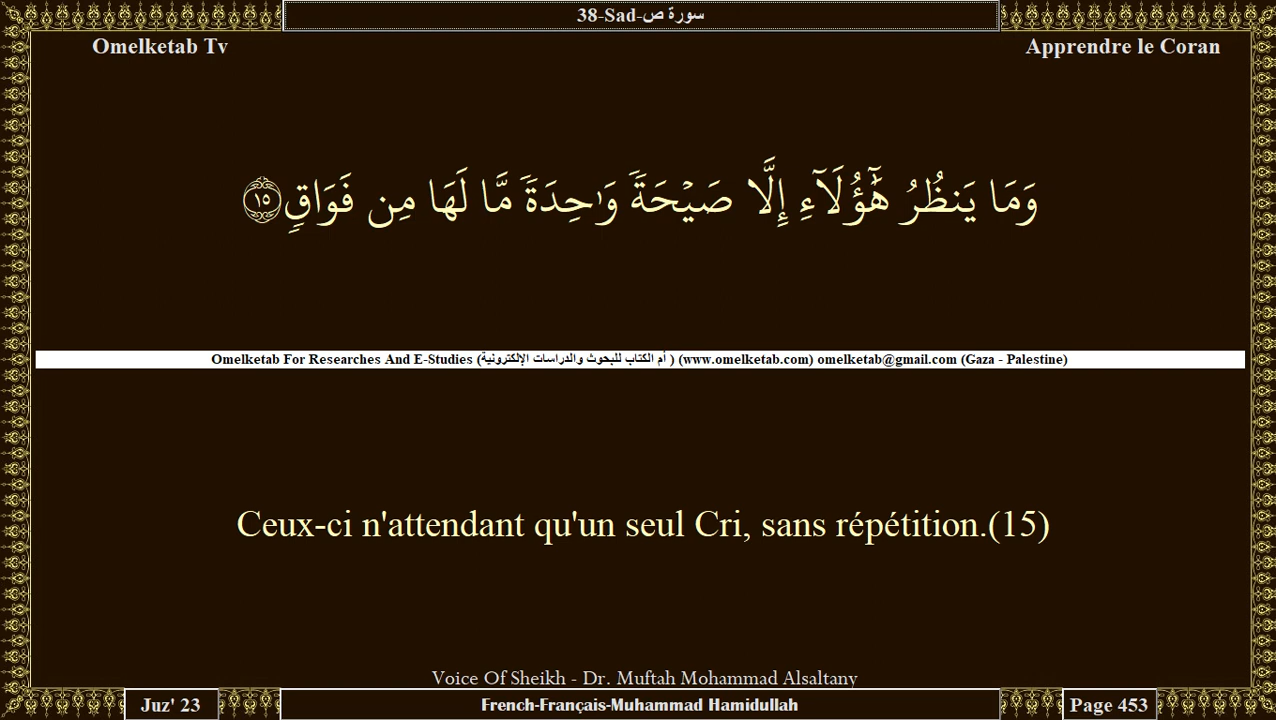 38-Sad-سورة ص
Omelketab Tv
Apprendre le Coran
وَمَا يَنظُرُ هَٰٓؤُلَآءِ إِلَّا صَيۡحَةٗ وَٰحِدَةٗ مَّا لَهَا مِن فَوَاقٖ ١٥
Omelketab For Researches And E-Studies (أم الكتاب للبحوث والدراسات الإلكترونية ) (www.omelketab.com) omelketab@gmail.com (Gaza - Palestine)
Ceux-ci n'attendant qu'un seul Cri, sans répétition.(15)
Voice Of Sheikh - Dr. Muftah Mohammad Alsaltany
Juz' 23
French-Français-Muhammad Hamidullah
Page 453